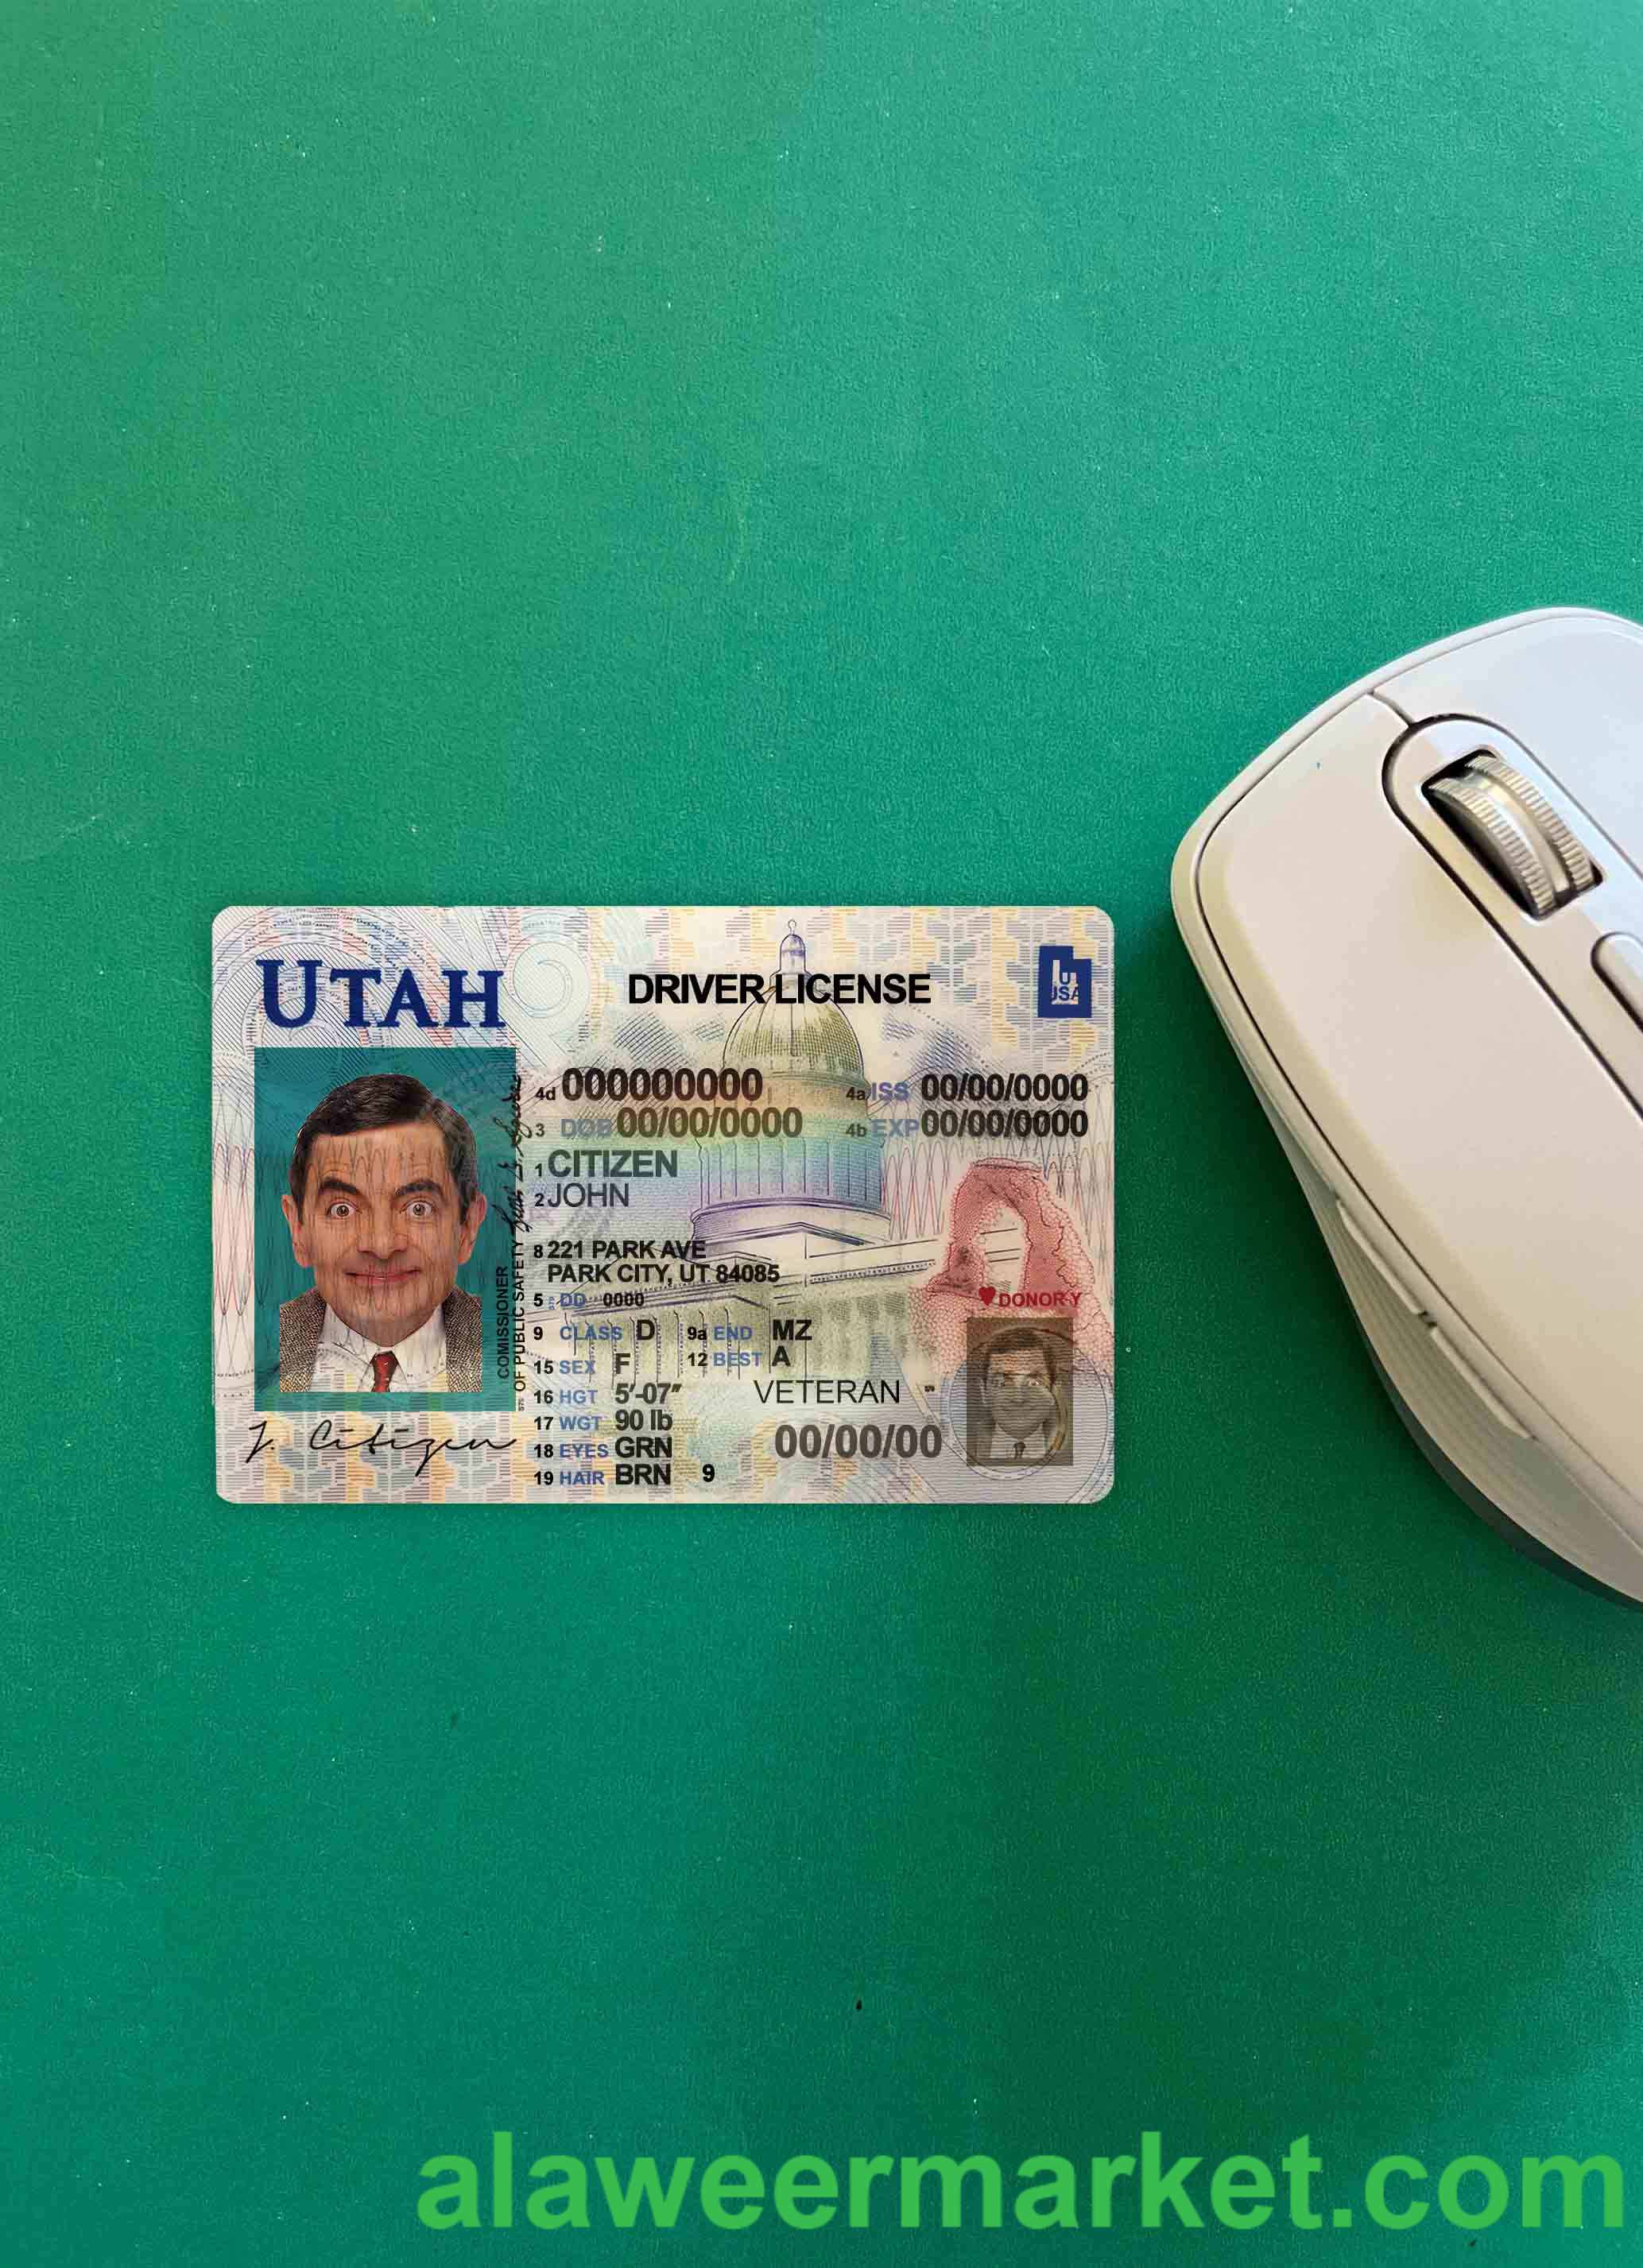 UTAH
DRIVER LICENSE
USA
4d 000000000
4a ISS 00/00/0000
3 DOB 00/00/0000
4b EXP 00/00/0000
1 CITIZEN
2 JOHN
8 221 PARK AVE
PARK CITY, UT 84085
5 DD 0000
♥DONOR Y
9 CLASS D 9a END MZ
15 SEX F 12 BEST A
16 HGT 5'-07"
VETERAN
17 WGT 90 lb
18 EYES GRN
00/00/00
19 HAIR BRN 9
COMISSIONER
OF PUBLIC SAFETY
J. Citizen
alaweermarket.com